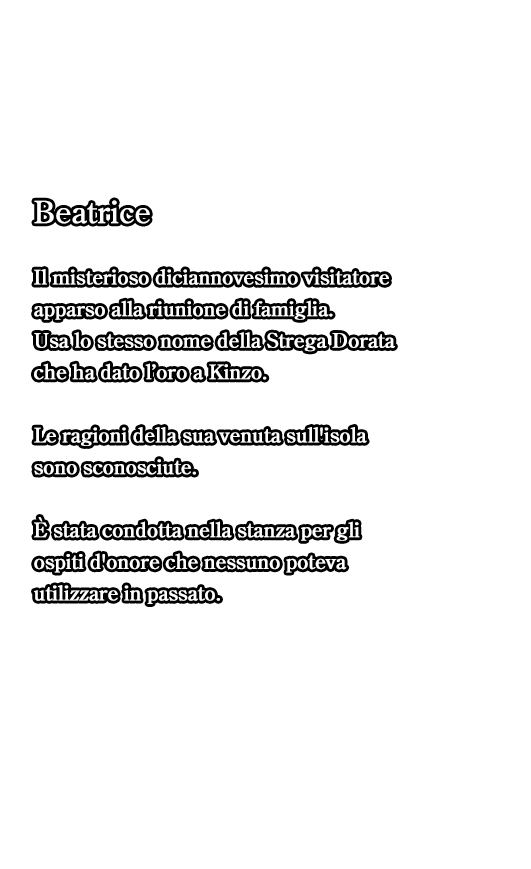 Beatrice
Il misterioso diciannovesimo visitatore
apparso alla riunione di famiglia.
Usa lo stesso nome della Strega Dorata
che ha dato l'oro a Kinzo.
Le ragioni della sua venuta sull'isola
sono sconosciute.
È stata condotta nella stanza per gli
ospiti d'onore che nessuno poteva
utilizzare in passato.